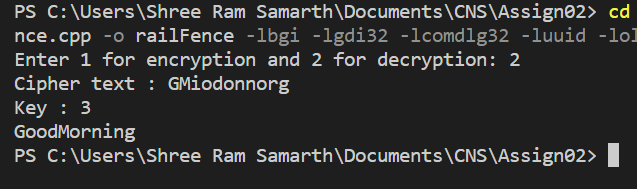 PS C:\Users\Shree Ram Samarth\Documents\CNS\Assign02> cd
nce.cpp -o railFence -lbgi -lgdi32 -lcomdlg32 -luuid -lol
Enter 1 for encryption and 2 for decryption: 2
Cipher text : GMiodonnorg
Key : 3
GoodMorning
PS C:\Users\Shree Ram Samarth\Documents\CNS\Assign02>